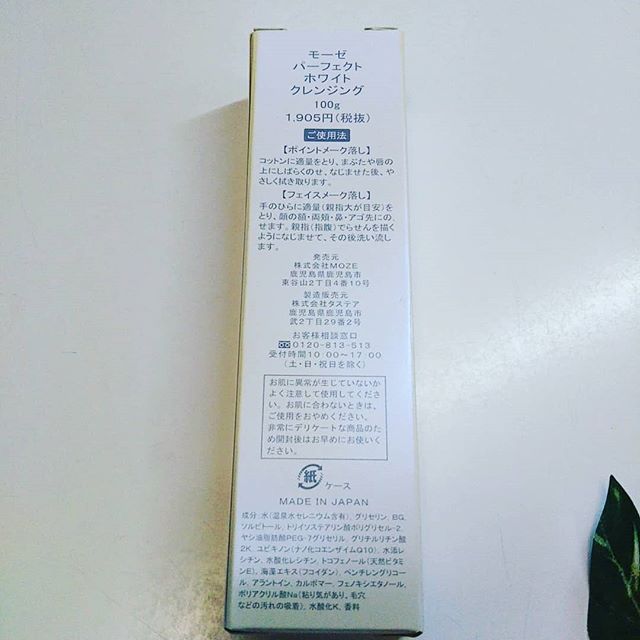 モーゼ
パーフェクト
ホワイト
クレンジング
100g
1,905円(税抜)
ご使用法
【ポイントメーク落し】
コットンに適量をとり、まぶたや唇の
上にしばらくのせ、なじませた後、や
さしく拭き取ります。
【フェイスメーク落し】
手のひらに適量(親指大が目安)を
とり、顔の額・両頬・鼻・アゴ先にの
せます。親指(指腹)でらせんを描く
ようになじませて、その後洗い流し
ます。
発売元
株式会社MOZE
鹿児島県鹿児島市
東谷山2丁目4番10号
製造販売元
株式会社タステア
鹿児島県鹿児島市
武2丁目29番2号
お客様相談窓口
0120-813-513
受付時間10:00〜17:00
(土・日・祝日を除く)
お肌に異常が生じていないか
よく注意して使用してくださ
い。お肌に合わないときは、
ご使用をおやめください。
非常にデリケートな商品のた
め開封後はお早めにお使いく
ださい。
紙 ケース
MADE IN JAPAN
成分:水(温泉水セレニウム含有)、グリセリン、BG、
ソルビトール、トリイソステアリン酸ポリグリセル-2、
ヤシ油脂肪酸PEG-7グリセリル、グリチルリチン酸
2K、ユビキノン(ナノ化コエンザイムQ10)、水添レ
シチン、水酸化レシチン、トコフェノール(天然ビタミ
ンE)、海藻エキス(フコイダン)、ペンチレングリコー
ル、アラントイン、カルボマー、フェノキシエタノール、
ポリアクリル酸Na(粘り気があり、毛穴
などの汚れの吸着)、水酸化K、香料